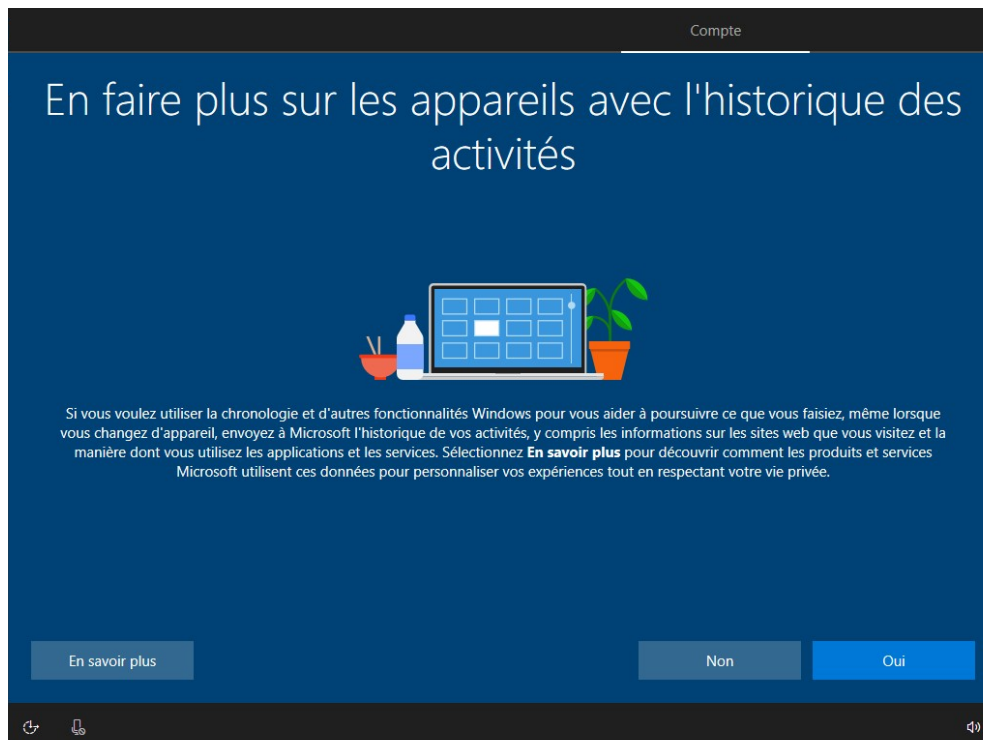 Compte
En faire plus sur les appareils avec l'historique des
activités
Si vous voulez utiliser la chronologie et d'autres fonctionnalités Windows pour vous aider à poursuivre ce que vous faisiez, même lorsque
vous changez d'appareil, envoyez à Microsoft l'historique de vos activités, y compris les informations sur les sites web que vous visitez et la
manière dont vous utilisez les applications et les services. Sélectionnez En savoir plus pour découvrir comment les produits et services
Microsoft utilisent ces données pour personnaliser vos expériences tout en respectant votre vie privée.
En savoir plus
Non
Oui